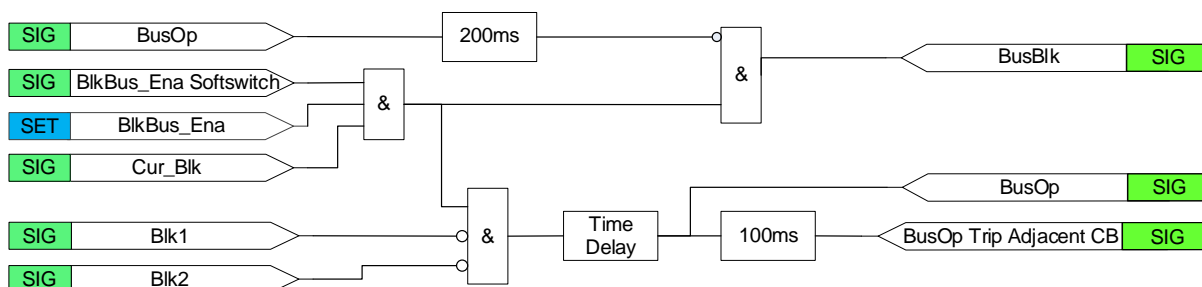 SIG BusOp 200ms
& BusBlk SIG
SIG BlkBus_Ena Softswitch
&
SET BlkBus_Ena
SIG Cur_Blk
BusOp SIG
SIG Blk1 & Time
Delay 100ms BusOp Trip Adjacent CB SIG
SIG Blk2